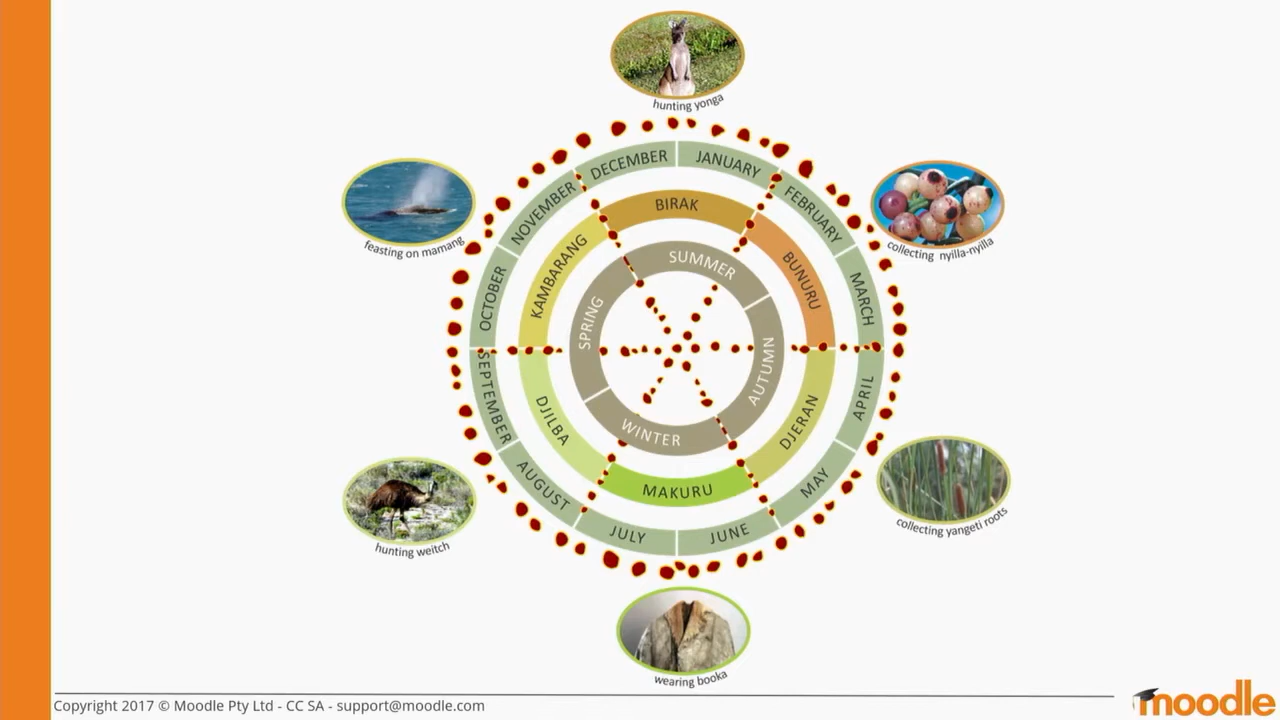 hunting yonga
DECEMBER
JANUARY
FEBRUARY
MARCH
APRIL
MAY
JUNE
JULY
AUGUST
SEPTEMBER
OCTOBER
NOVEMBER
BIRAK
BUNURU
DJERAN
MAKURU
DJILBA
KAMBARANG
SUMMER
AUTUMN
WINTER
SPRING
collecting nyilla-nyilla
collecting yangeti roots
wearing booka
hunting weitch
feasting on mamang
Copyright 2017 © Moodle Pty Ltd - CC SA - support@moodle.com
moodle